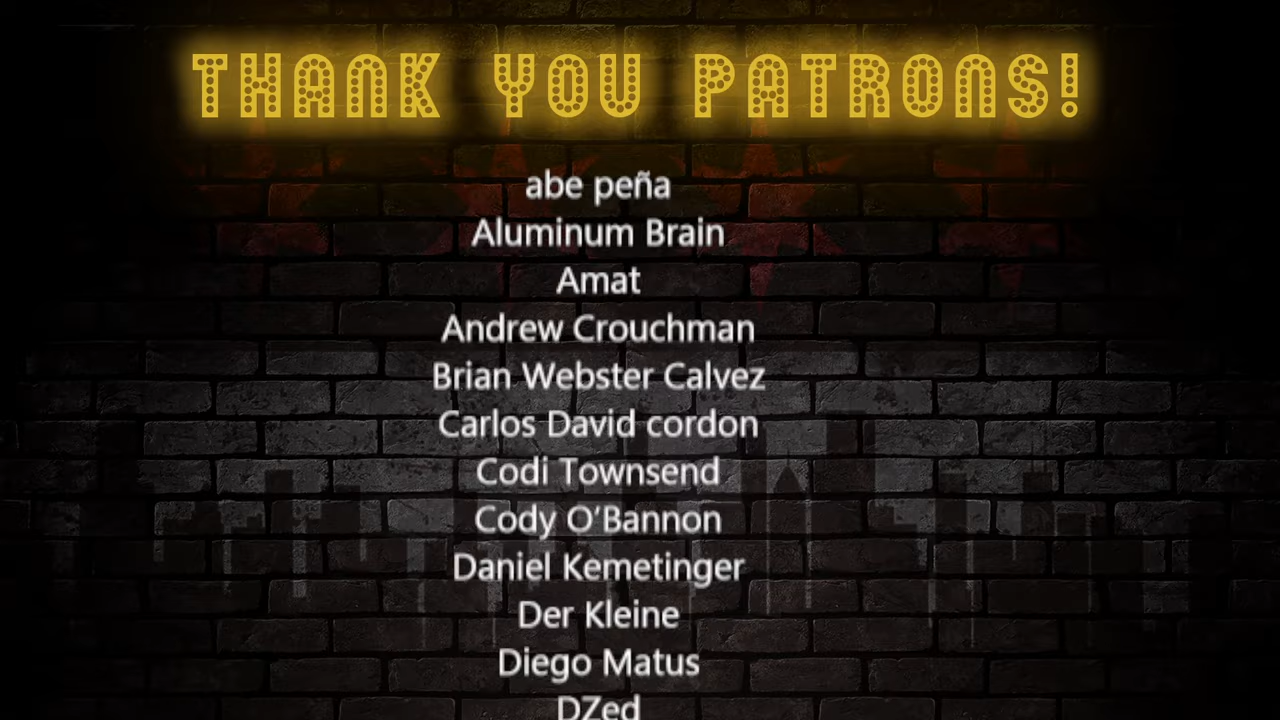 THANK YOU PATRONS!
abe peña
Aluminum Brain
Amat
Andrew Crouchman
Brian Webster Calvez
Carlos David cordon
Codi Townsend
Cody O’Bannon
Daniel Kemetinger
Der Kleine
Diego Matus
DZed